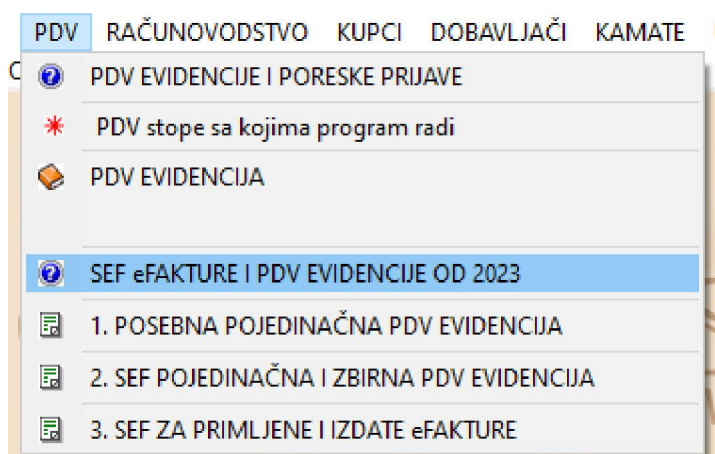 PDV RAČUNOVODSTVO KUPCI DOBAVLJAČI KAMATE
PDV EVIDENCIJE I PORESKE PRIJAVE
PDV stope sa kojima program radi
PDV EVIDENCIJA
SEF eFAKTURE I PDV EVIDENCIJE OD 2023
1. POSEBNA POJEDINAČNA PDV EVIDENCIJA
2. SEF POJEDINAČNA I ZBIRNA PDV EVIDENCIJA
3. SEF ZA PRIMLJENE I IZDATE eFAKTURE